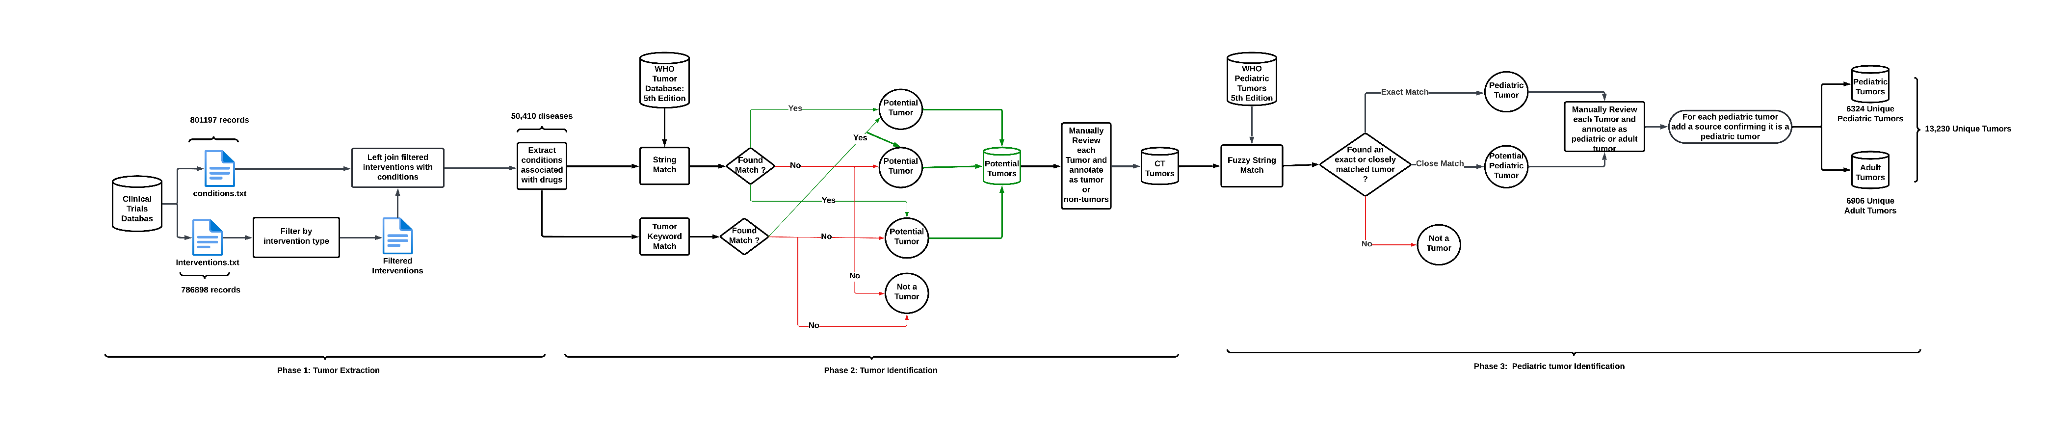 801197 records
conditions.txt
Clinical
Trials
Databas
Interventions.txt
786898 records
Filter by
intervention type
Left join filtered
interventions with
conditions
Filtered
Interventions
50,410 diseases
Extract
conditions
associated
with drugs
Phase 1: Tumor Extraction
WHO
Tumor
Database:
5th Edition
String
Match
Tumor
Keyword
Match
Found
Match ?
Found
Match ?
Yes
No
Yes
Yes
No
No
No
Potential
Tumor
Potential
Tumor
Potential
Tumor
Not a
Tumor
Potential
Tumors
Manually
Review
each
Tumor and
annotate
as tumor
or
non-tumors
CT
Tumors
Phase 2: Tumor Identification
WHO
Pediatric
Tumors
5th Edition
Fuzzy String
Match
Found an
exact or closely
matched tumor
?
Exact Match
Close Match
No
Pediatric
Tumor
Potential
Pediatric
Tumor
Not a
Tumor
Manually Review
each Tumor and
annotate as
pediatric or adult
tumor
For each pediatric tumor
add a source confirming it is a
pediatric tumor
Pediatric
Tumors
6324 Unique
Pediatric Tumors
Adult
Tumors
6906 Unique
Adult Tumors
13,230 Unique Tumors
Phase 3: Pediatric tumor Identification